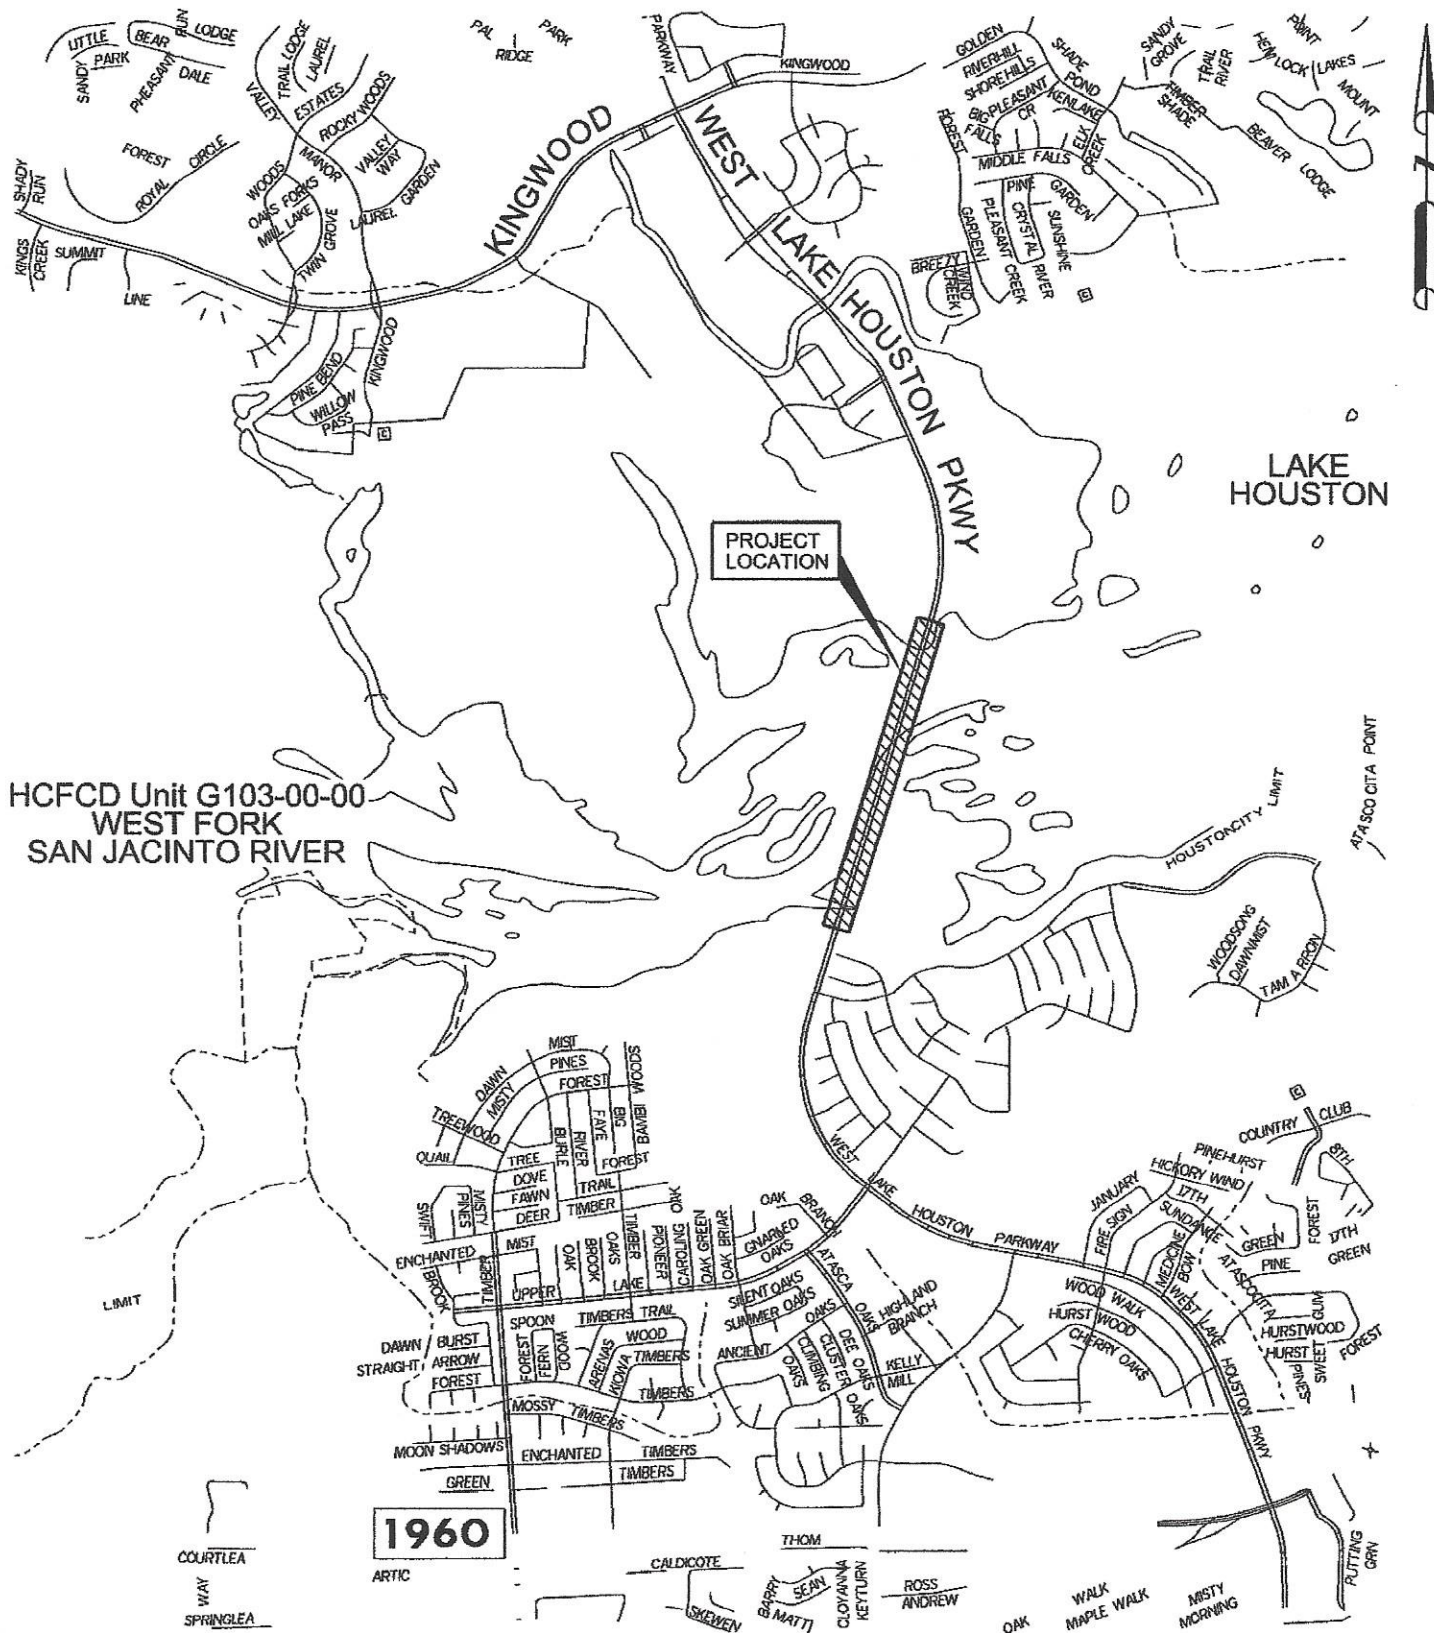 LITTLE
BEAR
RUN
LODGE
SANDY
PARK
PHEASANT
DALE
TRAIL LODGE
LAUREL
VALLEY
ESTATES
ROCKY WOODS
PAL
RIDGE
PARK
PARKWAY
KINGWOOD
GOLDEN
RIVERHILL
SHOREHILLS
SHADE
POND
BIG
PLEASANT
FALLS
CR
KENLAKE
FOREST
ELK
CREEK
MIDDLE FALLS
PINE
GARDEN
GARDEN
PLEASANT CREEK
CRYSTAL RIVER
SUNSHINE
BREEZY
WIND
CREEK
SANDY
GROVE
TRAIL
RIVER
TIMBER
SHADE
POINT
HEMLOCK
LAKES
MOUNT
BEAVER LODGE
FOREST
ROYAL CIRCLE
WOODS
MANOR
VALLEY
WAY
OAKS FORKS
MILL LAKE
TWIN GROVE
LAUREL GARDEN
SHADY
RUN
KINGS
CREEK
SUMMIT
LINE
KINGWOOD
WEST LAKE HOUSTON PKWY
PINE BEND
WILLOW
PASS
KINGWOOD
C
C
LAKE
HOUSTON
PROJECT
LOCATION
HCFCD Unit G103-00-00
WEST FORK
SAN JACINTO RIVER
HOUSTON CITY LIMIT
ATASCOCITA POINT
WOODSONG
DAWNMIST
TAMARRON
MIST
DAWN
PINES
MISTY
FOREST
TREEWOOD
QUAIL
TREE
BURLE
RIVER
FAYE
BIG
BAMBI WOODS
FOREST
DOVE
FAWN
TRAIL
DEER
TIMBER
SWIFT
PINES
MISTY
ENCHANTED
MIST
BROOK
TIMBER
UPPER
LAKE
OAK
BROOK
OAKS
TIMBER
PIONEER
CAROLING OAK
OAK GREEN
OAK BRIAR
OAK
BRANCH
GNARNED
OAKS
SILENT OAKS
SUMMER OAKS
ATASCA
OAKS
OAKS
HIGHLAND
BRANCH
DEE OAKS
CLUSTER
OAKS
CLIMBING
OAKS
ANCIENT
KELLY
MILL
LIMIT
DAWN
BURST
STRAIGHT
ARROW
FOREST
SPOON
FOREST
FERN
WOOD
TIMBERS
TRAIL
ARENAS
KIONA
WOOD
TIMBERS
TIMBERS
MOSSY
TIMBERS
MOON SHADOWS
ENCHANTED
TIMBERS
GREEN
TIMBERS
WEST
LAKE
HOUSTON
PARKWAY
JANUARY
FIRE SIGN
PINEHURST
HICKORY WIND
17TH
SUNDANCE
MEDICINE
BOW
C
COUNTRY CLUB
8TH
FOREST
17TH
GREEN
GREEN
PINE
ATASCOCITA
WOOD WALK
HURST WOOD
CHERRY OAKS
WEST
LAKE
HOUSTON
PKWY
GUM
HURSTWOOD
HURST
PINES
SWEET
FOREST
1960
ARTIC
COURTLEA
WAY
SPRINGLEA
THOM
CALDICOTE
SKEWEN
BARRY
SEAN
MATT
CLOYANNA
KEYTURN
ROSS
ANDREW
OAK
WALK
MAPLE WALK
MISTY
MORNING
PUTTING
GRN